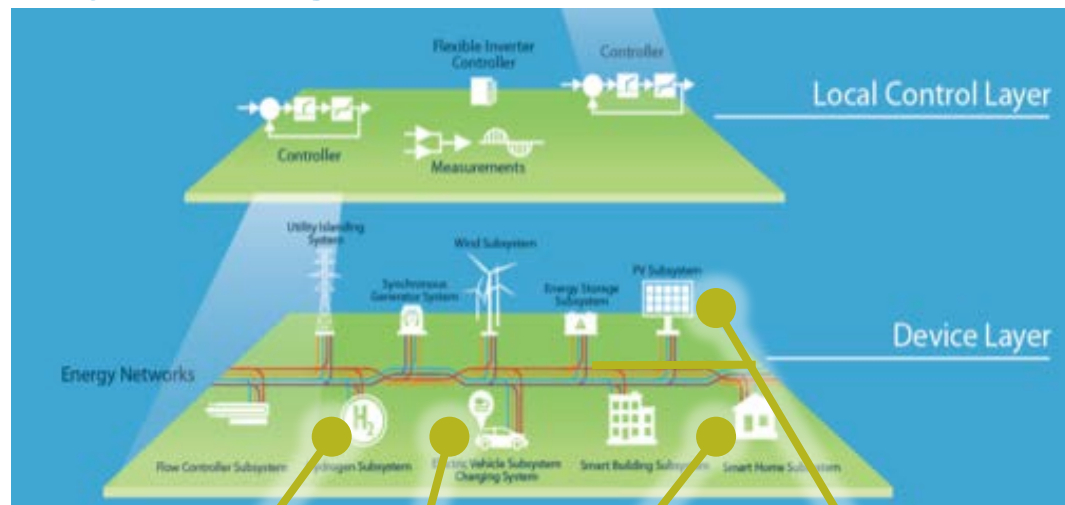 Flexible Inverter
Controller
Controller
Local Control Layer
Controller
Measurements
Utility Islanding
System
Wind Subsystem
PV Subsystem
Synchronous
Generator System
Energy Storage
Subsystem
Device Layer
Energy Networks
H2
Flow Controller Subsystem
Subsystem
Vehicle Subsystem
Charging System
Smart Building Subsystem
Smart Home Subsystem